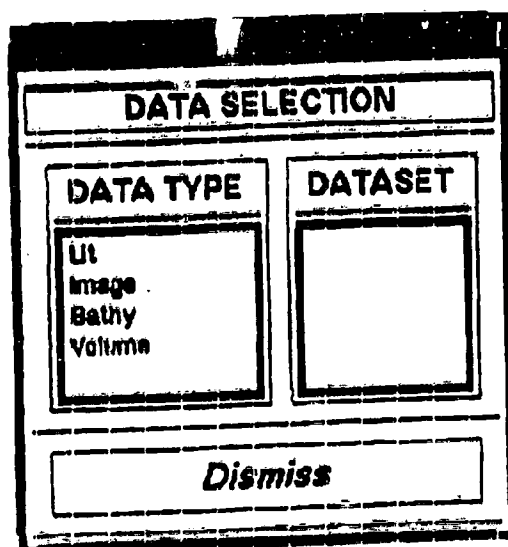 DATA SELECTION
DATA TYPE
Lit
Image
Bathy
Volume
DATASET
Dismiss